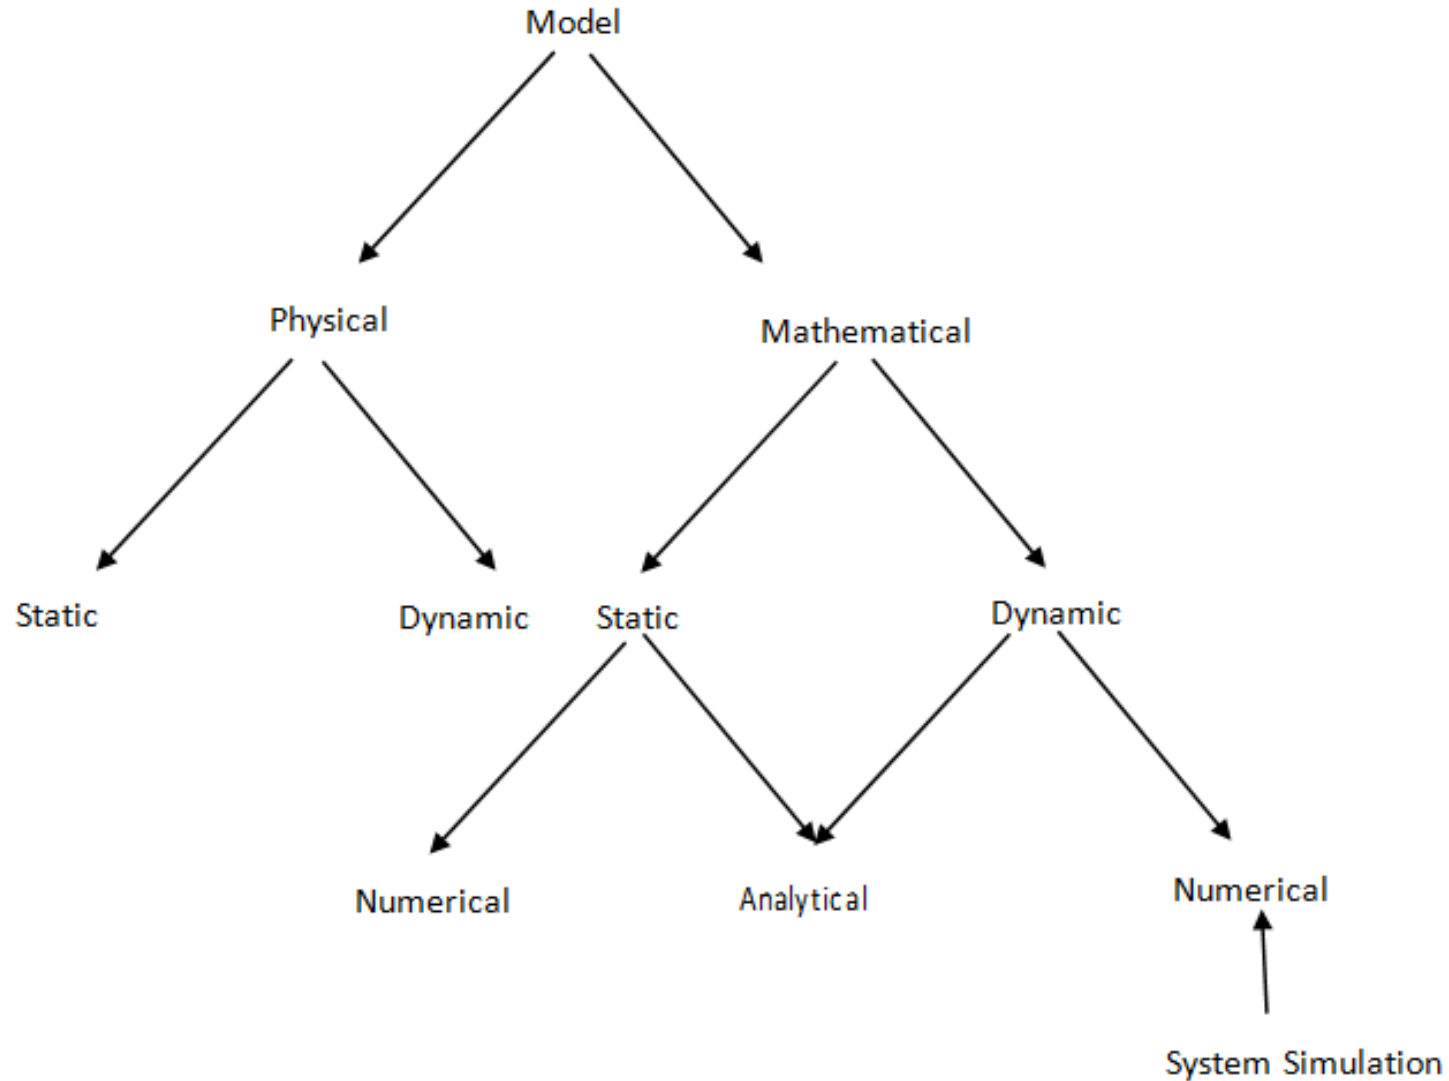 Model
Physical
Mathematical
Static
Dynamic
Static
Dynamic
Numerical
Analytical
Numerical
System Simulation